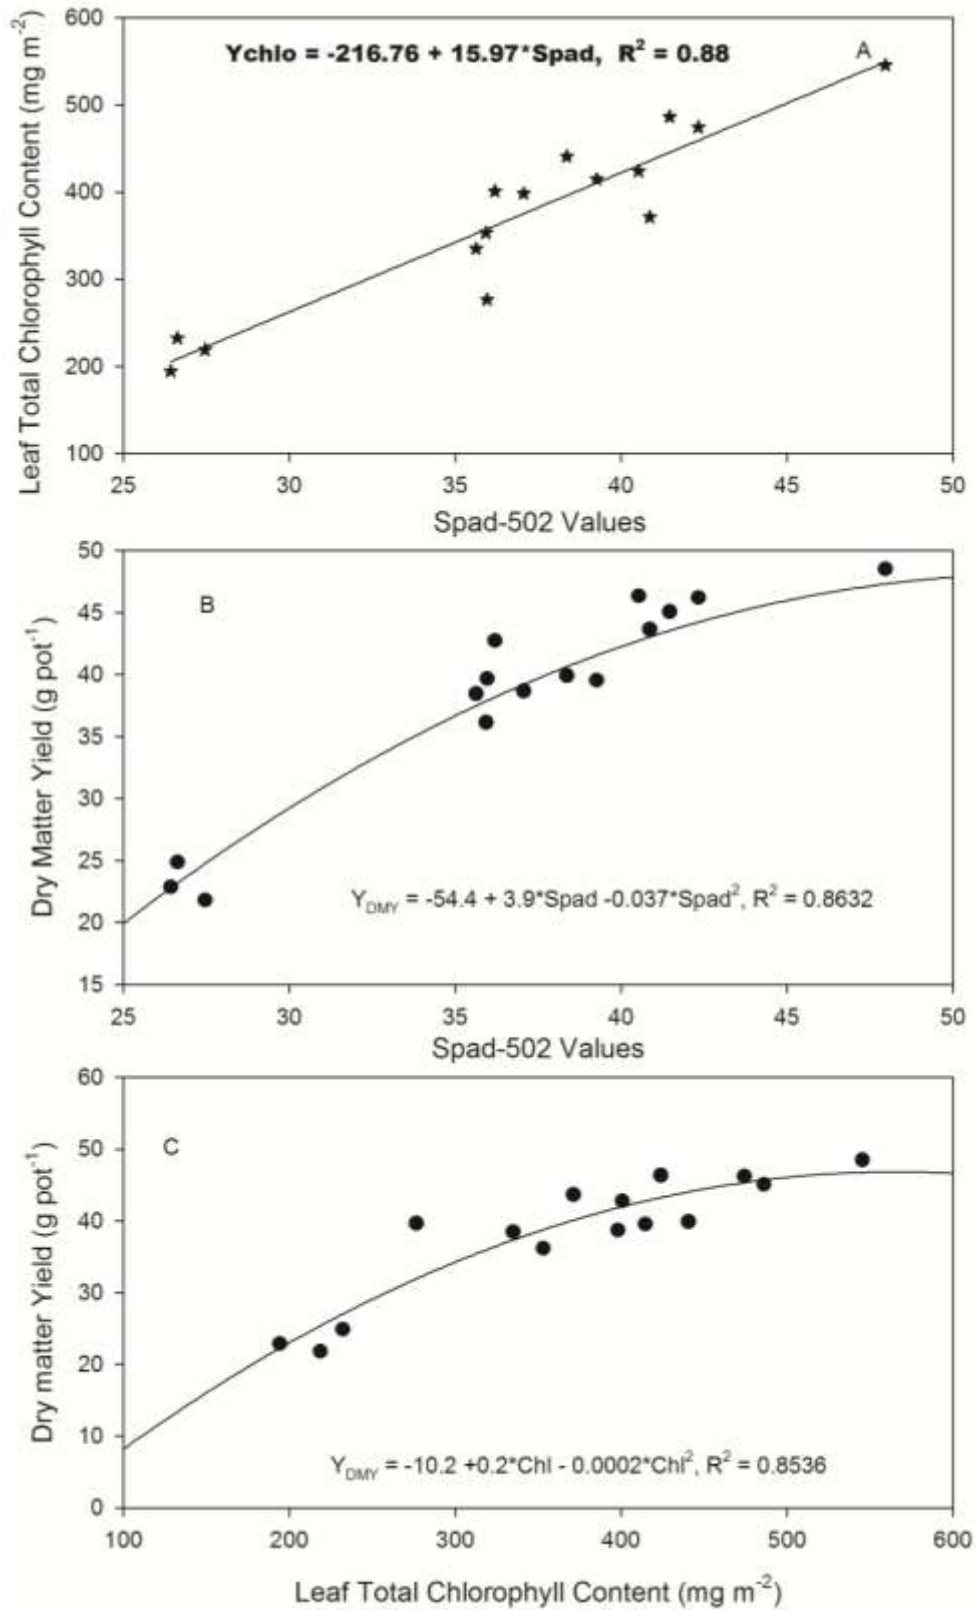 600
500
400
300
200
100
Leaf Total Chlorophyll Content (mg m⁻²)
Ychlo = -216.76 + 15.97*Spad, R² = 0.88
A
25 30 35 40 45 50
Spad-502 Values
50
45
40
35
30
25
20
15
Dry Matter Yield (g pot⁻¹)
B
Y_DMY = -54.4 + 3.9*Spad -0.037*Spad², R² = 0.8632
25 30 35 40 45 50
Spad-502 Values
60
50
40
30
20
10
0
Dry matter Yield (g pot⁻¹)
C
Y_DMY = -10.2 +0.2*Chl - 0.0002*Chl², R² = 0.8536
100 200 300 400 500 600
Leaf Total Chlorophyll Content (mg m⁻²)